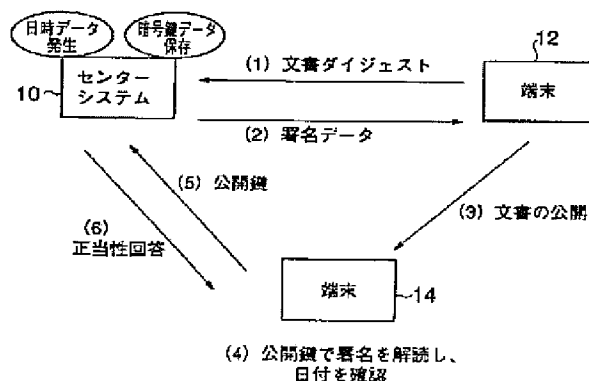 日時データ
発生
暗号鍵データ
保存
10
センター
システム
(1) 文書ダイジェスト
12
端末
(2) 署名データ
(5) 公開鍵
(3) 文書の公開
(6)
正当性回答
端末
14
(4) 公開鍵で署名を解読し、
日付を確認